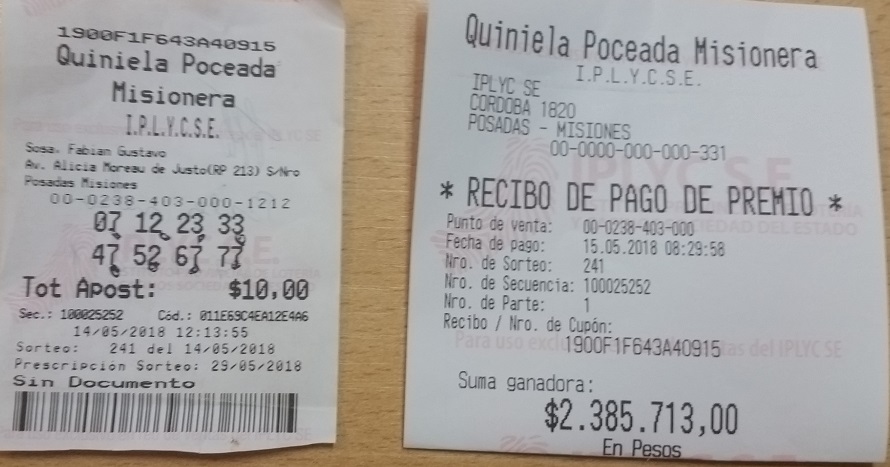 1900F1F643A40915
Quiniela Poceada
Misionera
I.P.L.Y.C.S.E.
Sosa. Fabian Gustavo
Av. Alicia Moreau de Justo(RP 213) S/Nro
Posadas Misiones
00-0238-403-000-1212
07 12 23 33
47 52 67 77
Tot Apost: $10,00
Sec.: 100025252 Cód.: 011E69C4EA12E4A6
14/05/2018 12:13:55
Sorteo: 241 del 14/05/2018
Prescripción Sorteo: 29/05/2018
Sin Documento
Quiniela Poceada Misionera
I.P.L.Y.C.S.E.
IPLYC SE
CORDOBA 1820
POSADAS - MISIONES
00-0000-000-000-331
* RECIBO DE PAGO DE PREMIO *
Punto de venta: 00-0238-403-000
Fecha de pago: 15.05.2018 08:29:58
Nro. de Sorteo: 241
Nro. de Secuencia: 100025252
Nro. de Parte: 1
Recibo / Nro. de Cupón:
1900F1F643A40915
Suma ganadora:
$2.385.713,00
En Pesos